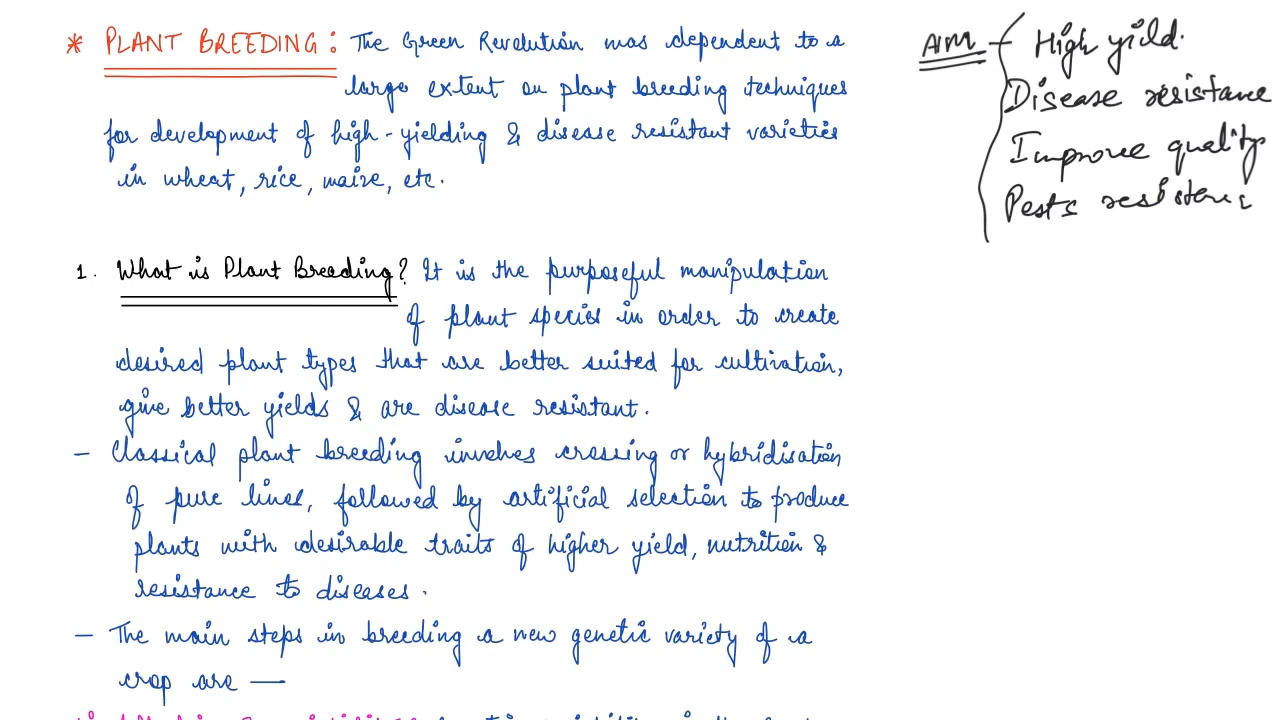 * PLANT BREEDING: The Green Revolution was dependent to a
large extent on plant breeding techniques
for development of high-yielding & disease resistant varieties
in wheat, rice, maize, etc.
1. What is Plant Breeding? It is the purposeful manipulation
of plant species in order to create
desired plant types that are better suited for cultivation,
give better yields & are disease resistant.
- Classical plant breeding involves crossing or hybridisation
of pure lines, followed by artificial selection to produce
plants with desirable traits of higher yield, nutrition &
resistance to diseases.
- The main steps in breeding a new genetic variety of a
crop are —
AIM - High yield.
Disease resistance
Improve quality
Pests